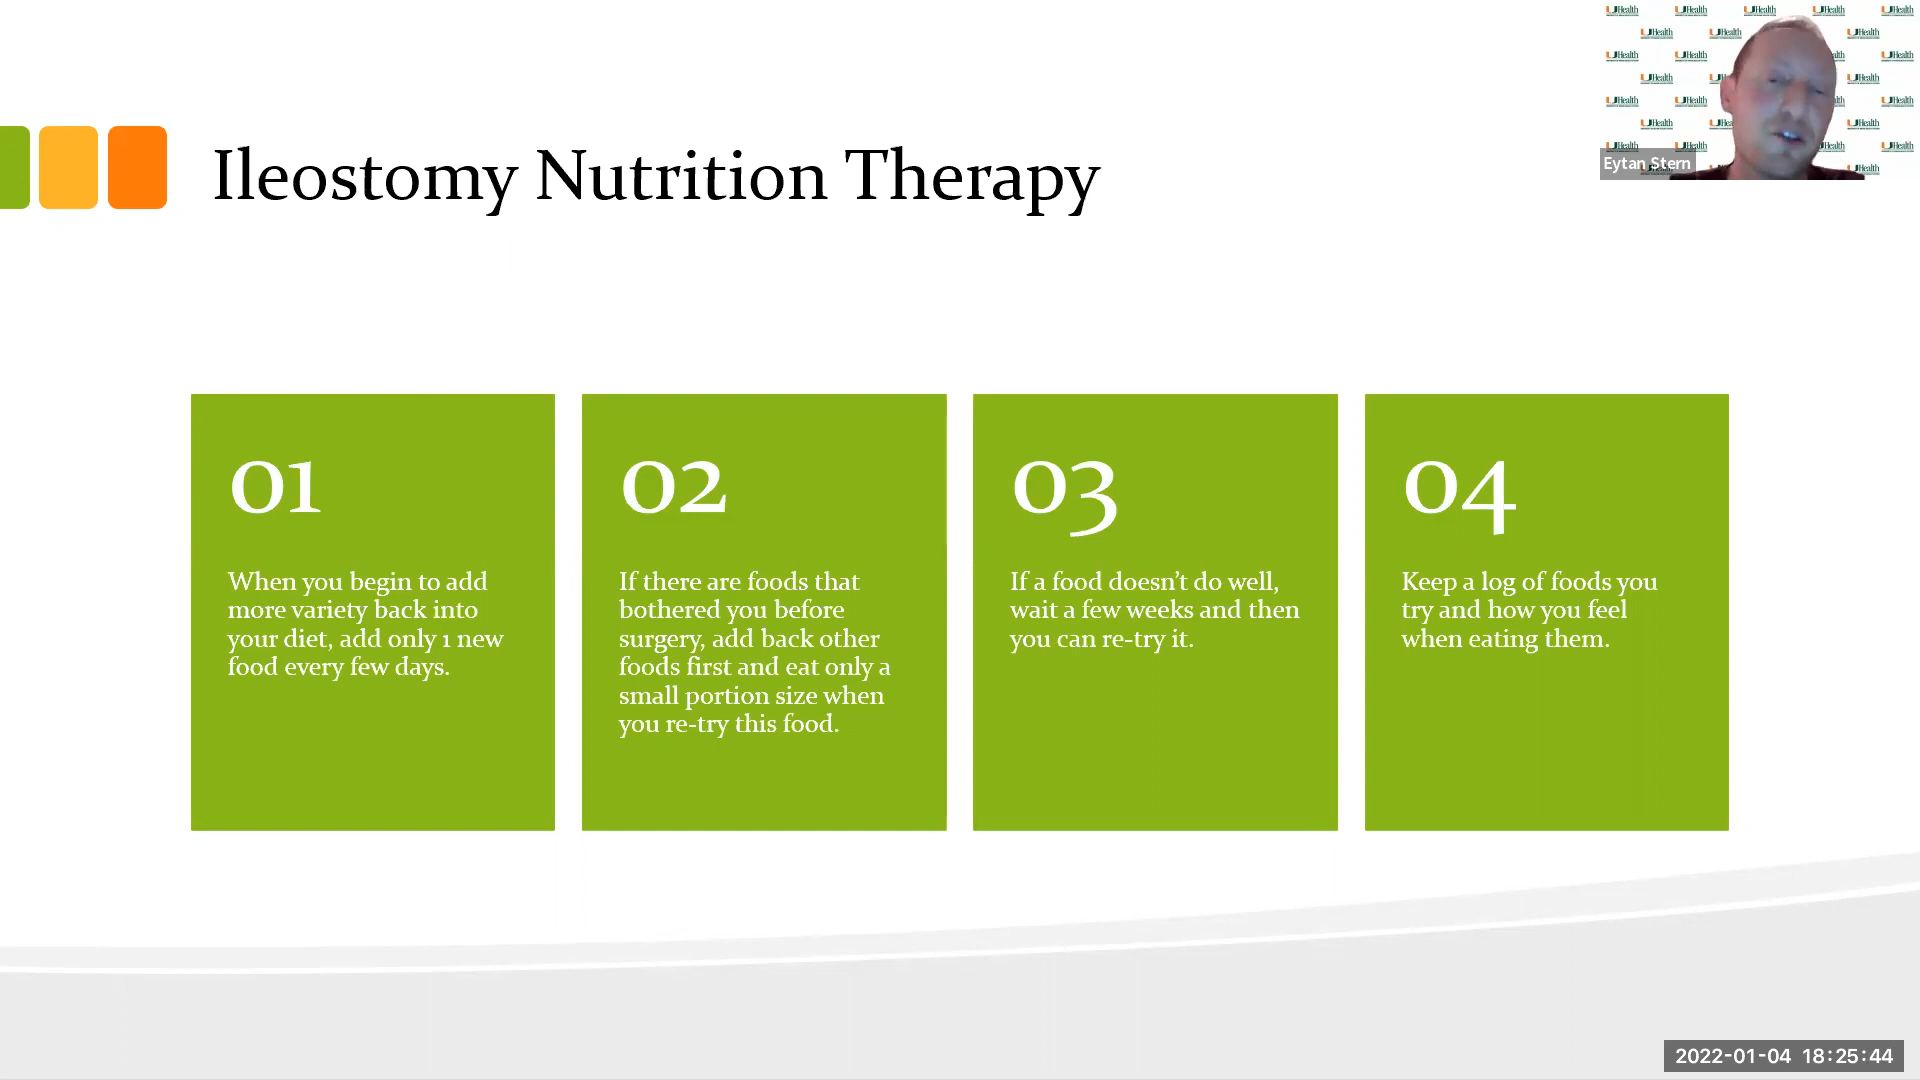 Ileostomy Nutrition Therapy
01
When you begin to add
more variety back into
your diet, add only 1 new
food every few days.
02
If there are foods that
bothered you before
surgery, add back other
foods first and eat only a
small portion size when
you re-try this food.
03
If a food doesn't do well,
wait a few weeks and then
you can re-try it.
04
Keep a log of foods you
try and how you feel
when eating them.
UHealth
Eytan Stern
2022-01-04 18:25:44